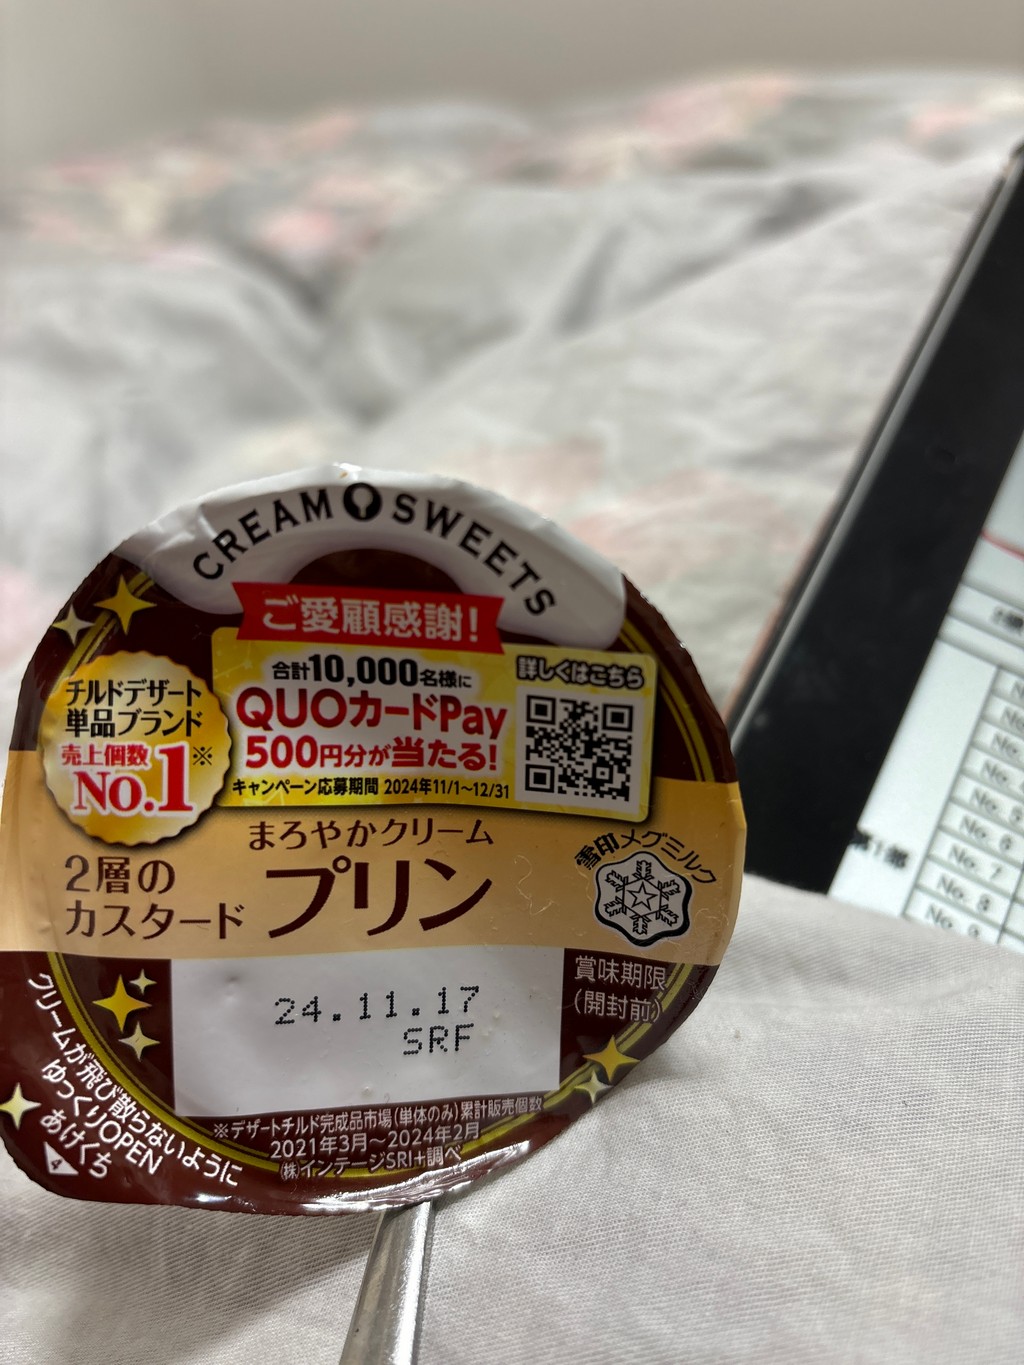 CREAM SWEETS
ご愛顧感謝!
合計10,000名様に
QUOカードPay
500円分が当たる!
キャンペーン応募期間 2024年11/1〜12/31
詳しくはこちら
チルドデザート
単品ブランド
売上個数
No.1※
まろやかクリーム
2層の
カスタード
プリン
雪印メグミルク
賞味期限
(開封前)
24.11.17
SRF
※デザートチルド完成品市場(単体のみ)累計販売個数
2021年3月〜2024年2月
(株)インテージSRI+調べ
クリームが飛び散らないように
ゆっくりOPEN
あけくち
4
No. 6
No. 7
No. 8